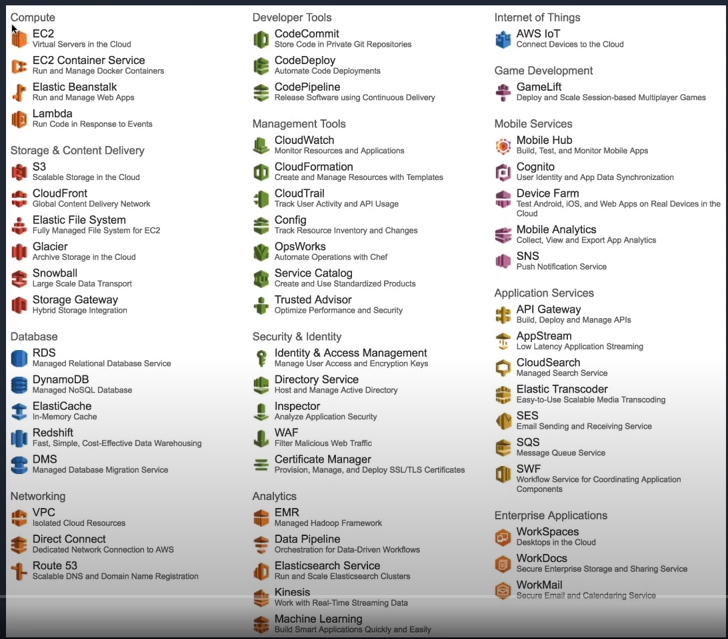 Compute
EC2
Virtual Servers in the Cloud
EC2 Container Service
Run and Manage Docker Containers
Elastic Beanstalk
Run and Manage Web Apps
Lambda
Run Code in Response to Events
Storage & Content Delivery
S3
Scalable Storage in the Cloud
CloudFront
Global Content Delivery Network
Elastic File System
Fully Managed File System for EC2
Glacier
Archive Storage in the Cloud
Snowball
Large Scale Data Transport
Storage Gateway
Hybrid Storage Integration
Database
RDS
Managed Relational Database Service
DynamoDB
Managed NoSQL Database
ElastiCache
In-Memory Cache
Redshift
Fast, Simple, Cost-Effective Data Warehousing
DMS
Managed Database Migration Service
Networking
VPC
Isolated Cloud Resources
Direct Connect
Dedicated Network Connection to AWS
Route 53
Scalable DNS and Domain Name Registration
Developer Tools
CodeCommit
Store Code in Private Git Repositories
CodeDeploy
Automate Code Deployments
CodePipeline
Release Software using Continuous Delivery
Management Tools
CloudWatch
Monitor Resources and Applications
CloudFormation
Create and Manage Resources with Templates
CloudTrail
Track User Activity and API Usage
Config
Track Resource Inventory and Changes
OpsWorks
Automate Operations with Chef
Service Catalog
Create and Use Standardized Products
Trusted Advisor
Optimize Performance and Security
Security & Identity
Identity & Access Management
Manage User Access and Encryption Keys
Directory Service
Host and Manage Active Directory
Inspector
Analyze Application Security
WAF
Filter Malicious Web Traffic
Certificate Manager
Provision, Manage, and Deploy SSL/TLS Certificates
Analytics
EMR
Managed Hadoop Framework
Data Pipeline
Orchestration for Data-Driven Workflows
Elasticsearch Service
Run and Scale Elasticsearch Clusters
Kinesis
Work with Real-Time Streaming Data
Machine Learning
Build Smart Applications Quickly and Easily
Internet of Things
AWS IoT
Connect Devices to the Cloud
Game Development
GameLift
Deploy and Scale Session-based Multiplayer Games
Mobile Services
Mobile Hub
Build, Test, and Monitor Mobile Apps
Cognito
User Identity and App Data Synchronization
Device Farm
Test Android, iOS, and Web Apps on Real Devices in the
Cloud
Mobile Analytics
Collect, View and Export App Analytics
SNS
Push Notification Service
Application Services
API Gateway
Build, Deploy and Manage APIs
AppStream
Low Latency Application Streaming
CloudSearch
Managed Search Service
Elastic Transcoder
Easy-to-Use Scalable Media Transcoding
SES
Email Sending and Receiving Service
SQS
Message Queue Service
SWF
Workflow Service for Coordinating Application
Components
Enterprise Applications
WorkSpaces
Desktops in the Cloud
WorkDocs
Secure Enterprise Storage and Sharing Service
WorkMail
Secure Email and Calendaring Service